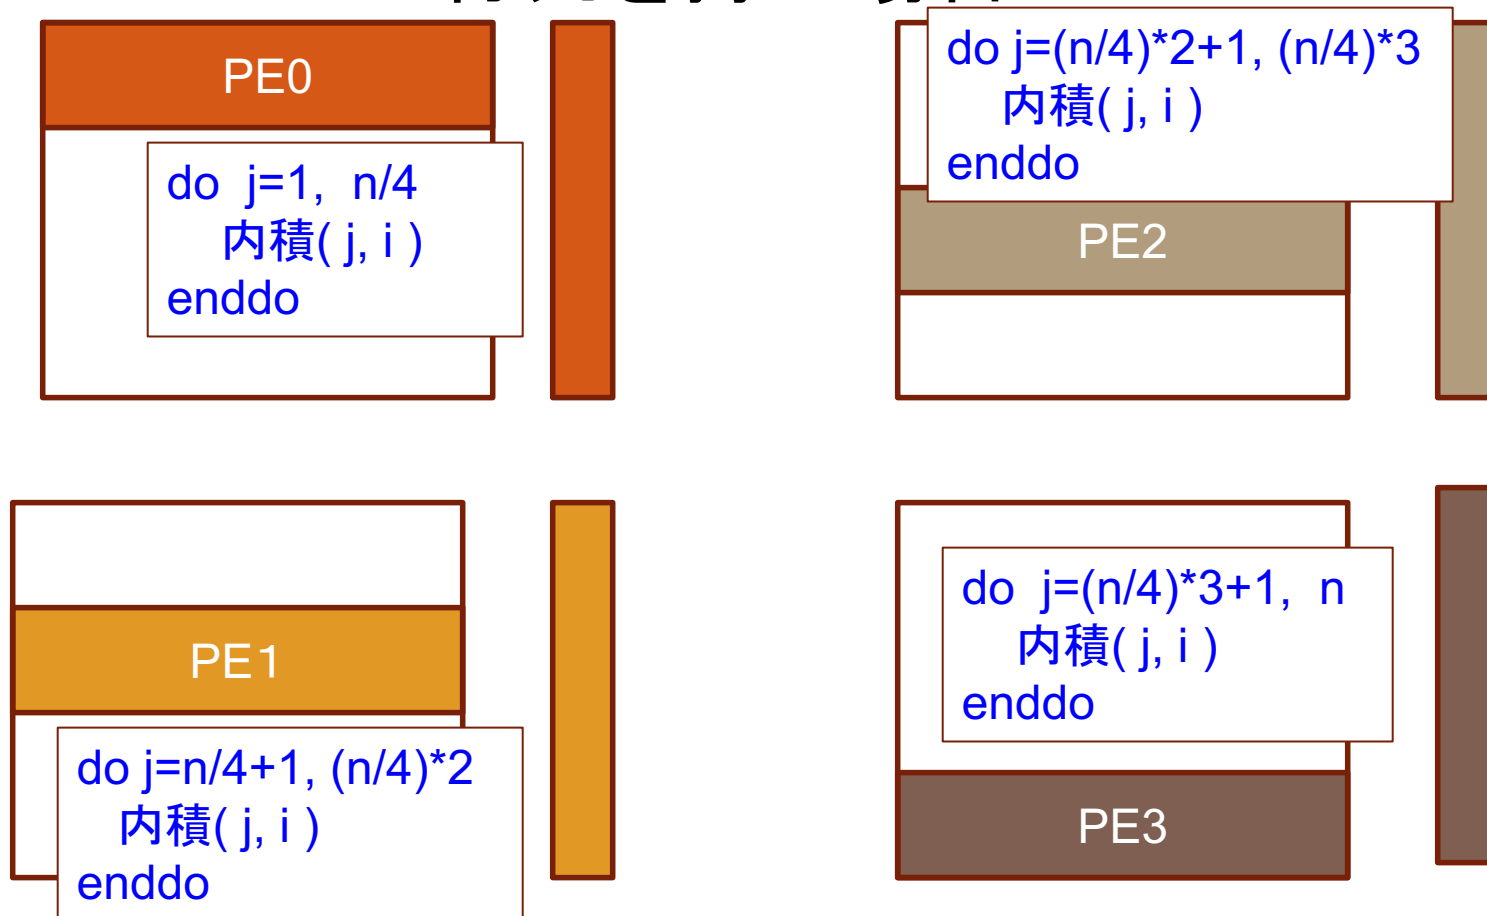 PE0
do j=1, n/4
内積( j, i )
enddo
do j=(n/4)*2+1, (n/4)*3
内積( j, i )
enddo
PE2
PE1
do j=n/4+1, (n/4)*2
内積( j, i )
enddo
do j=(n/4)*3+1, n
内積( j, i )
enddo
PE3